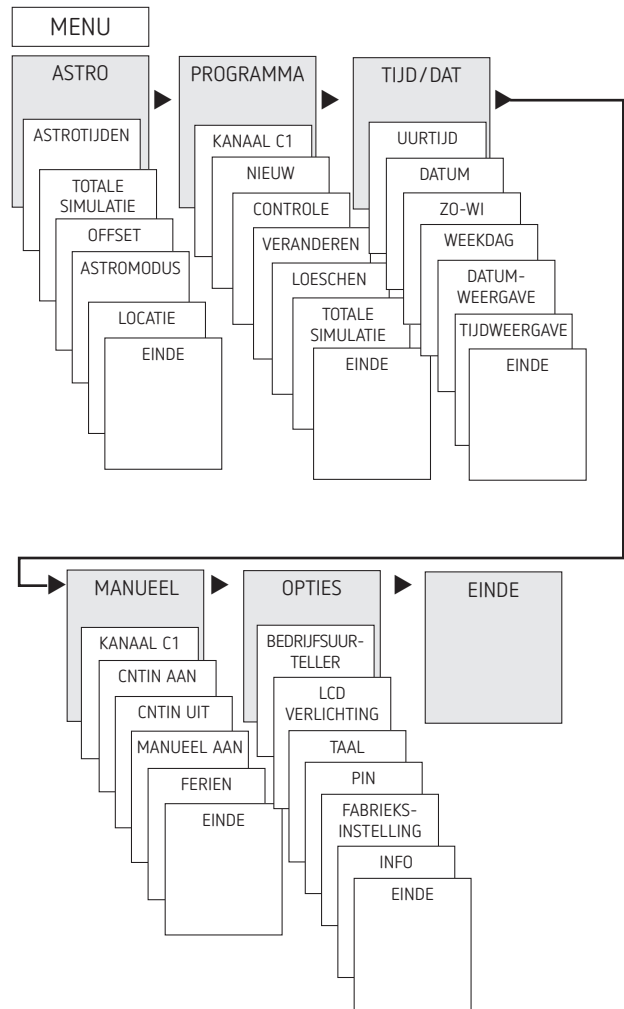 MENU
ASTRO
ASTROTIJDEN
TOTALE
SIMULATIE
OFFSET
ASTROMODUS
LOCATIE
EINDE
PROGRAMMA
KANAAL C1
NIEUW
CONTROLE
VERANDEREN
LOESCHEN
TOTALE
SIMULATIE
EINDE
TIJD/DAT
UURTIJD
DATUM
ZO-WI
WEEKDAG
DATUM-
WEERGAVE
TIJDWEERGAVE
EINDE
MANUEEL
KANAAL C1
CNTIN AAN
CNTIN UIT
MANUEEL AAN
FERIEN
EINDE
OPTIES
BEDRIJFSUUR-
TELLER
LCD
VERLICHTING
TAAL
PIN
FABRIEKS-
INSTELLING
INFO
EINDE
EINDE